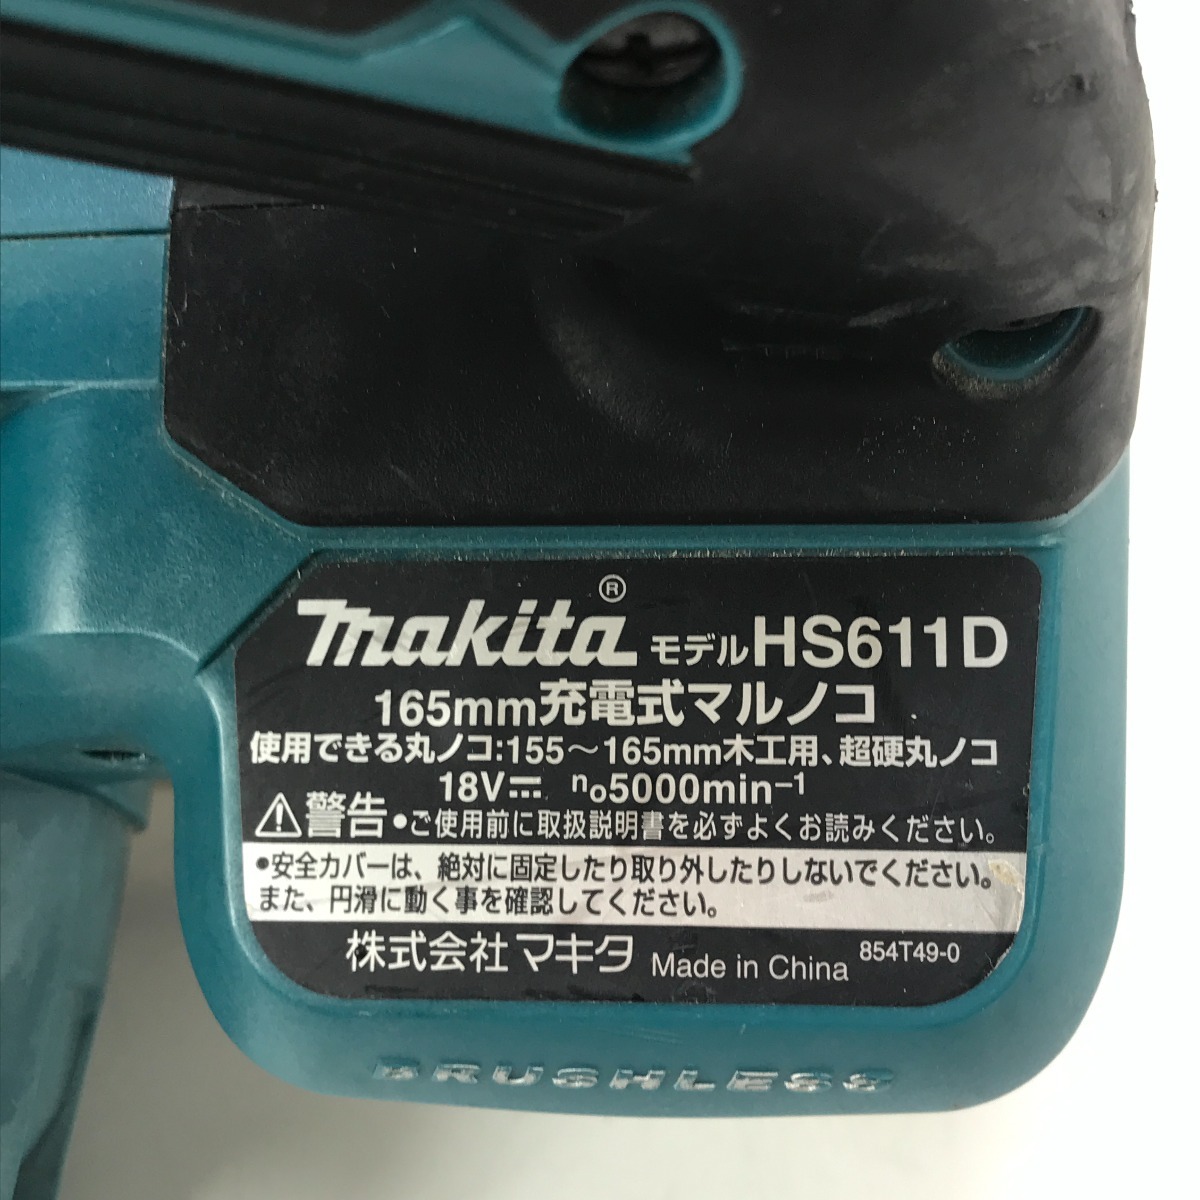 makita® モデルHS611D
165mm充電式マルノコ
使用できる丸ノコ:155〜165mm木工用、超硬丸ノコ
18V⎓ n₀5000min⁻¹
⚠警告•ご使用前に取扱説明書を必ずよくお読みください。
•安全カバーは、絶対に固定したり取り外したりしないでください。
また、円滑に動く事を確認してください。
株式会社マキタ Made in China 854T49-0
BRUSHLESS